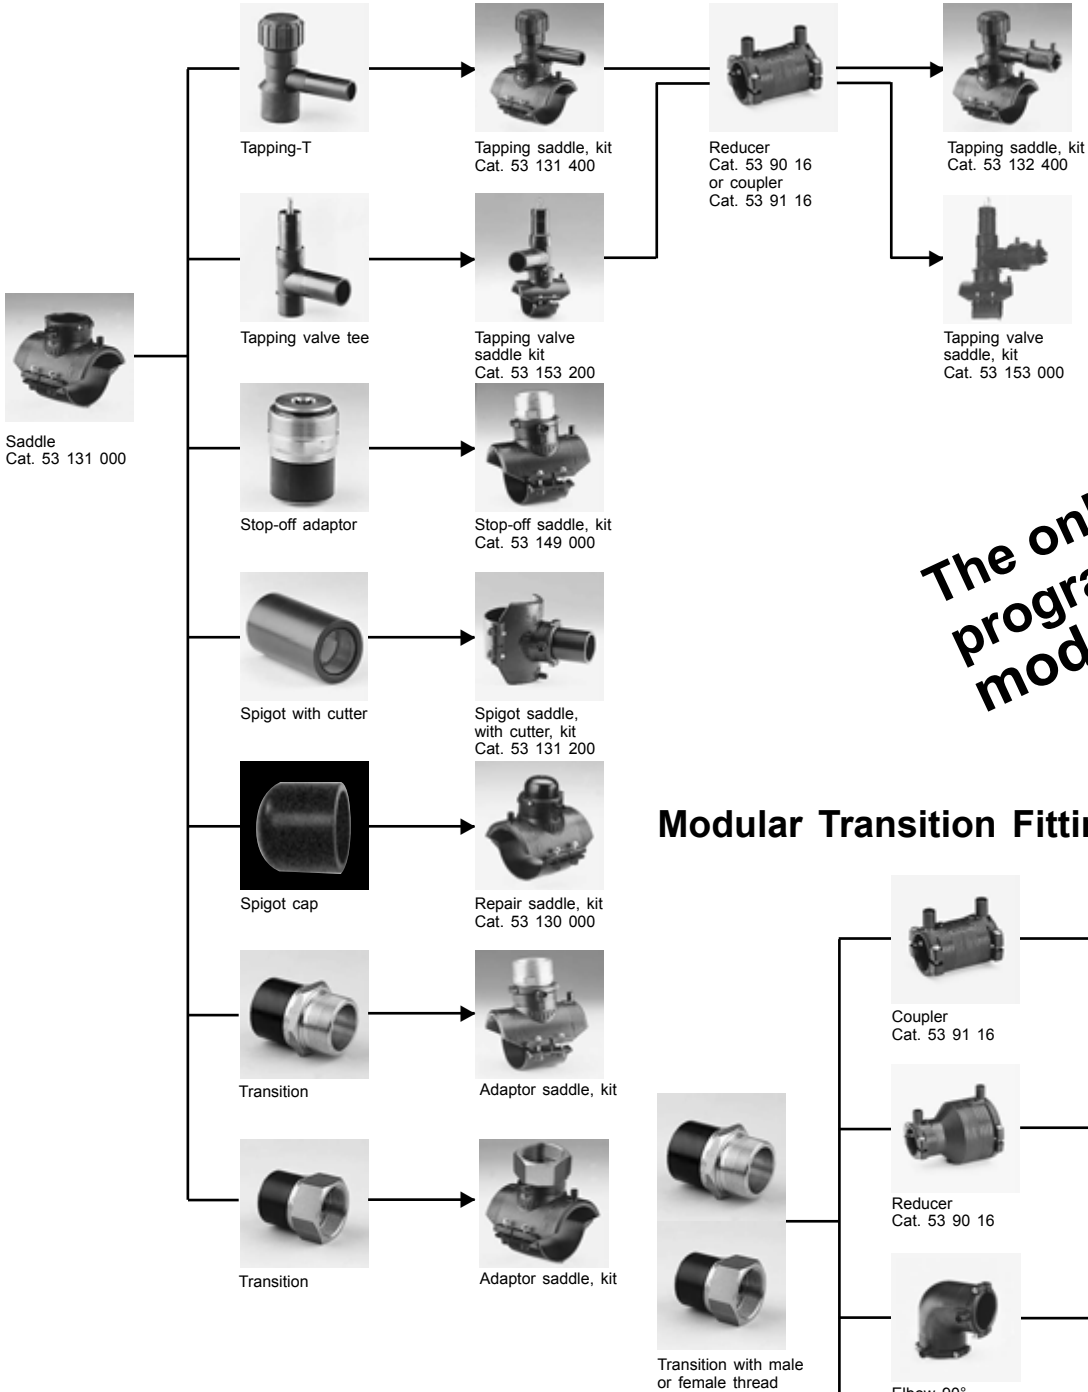 Tapping-T
Tapping saddle, kit
Cat. 53 131 400
Reducer
Cat. 53 90 16
or coupler
Cat. 53 91 16
Tapping saddle, kit
Cat. 53 132 400
Tapping valve tee
Tapping valve
saddle kit
Cat. 53 153 200
Tapping valve
saddle, kit
Cat. 53 153 000
Saddle
Cat. 53 131 000
Stop-off adaptor
Stop-off saddle, kit
Cat. 53 149 000
The
Spigot with cutter
Spigot saddle,
with cutter, kit
Cat. 53 131 200
Modular Transition
Spigot cap
Repair saddle, kit
Cat. 53 130 000
Coupler
Cat. 53 91 16
Transition
Adaptor saddle, kit
Reducer
Cat. 53 90 16
Transition
Adaptor saddle, kit
Transition with male
or female thread
Elbow 90°